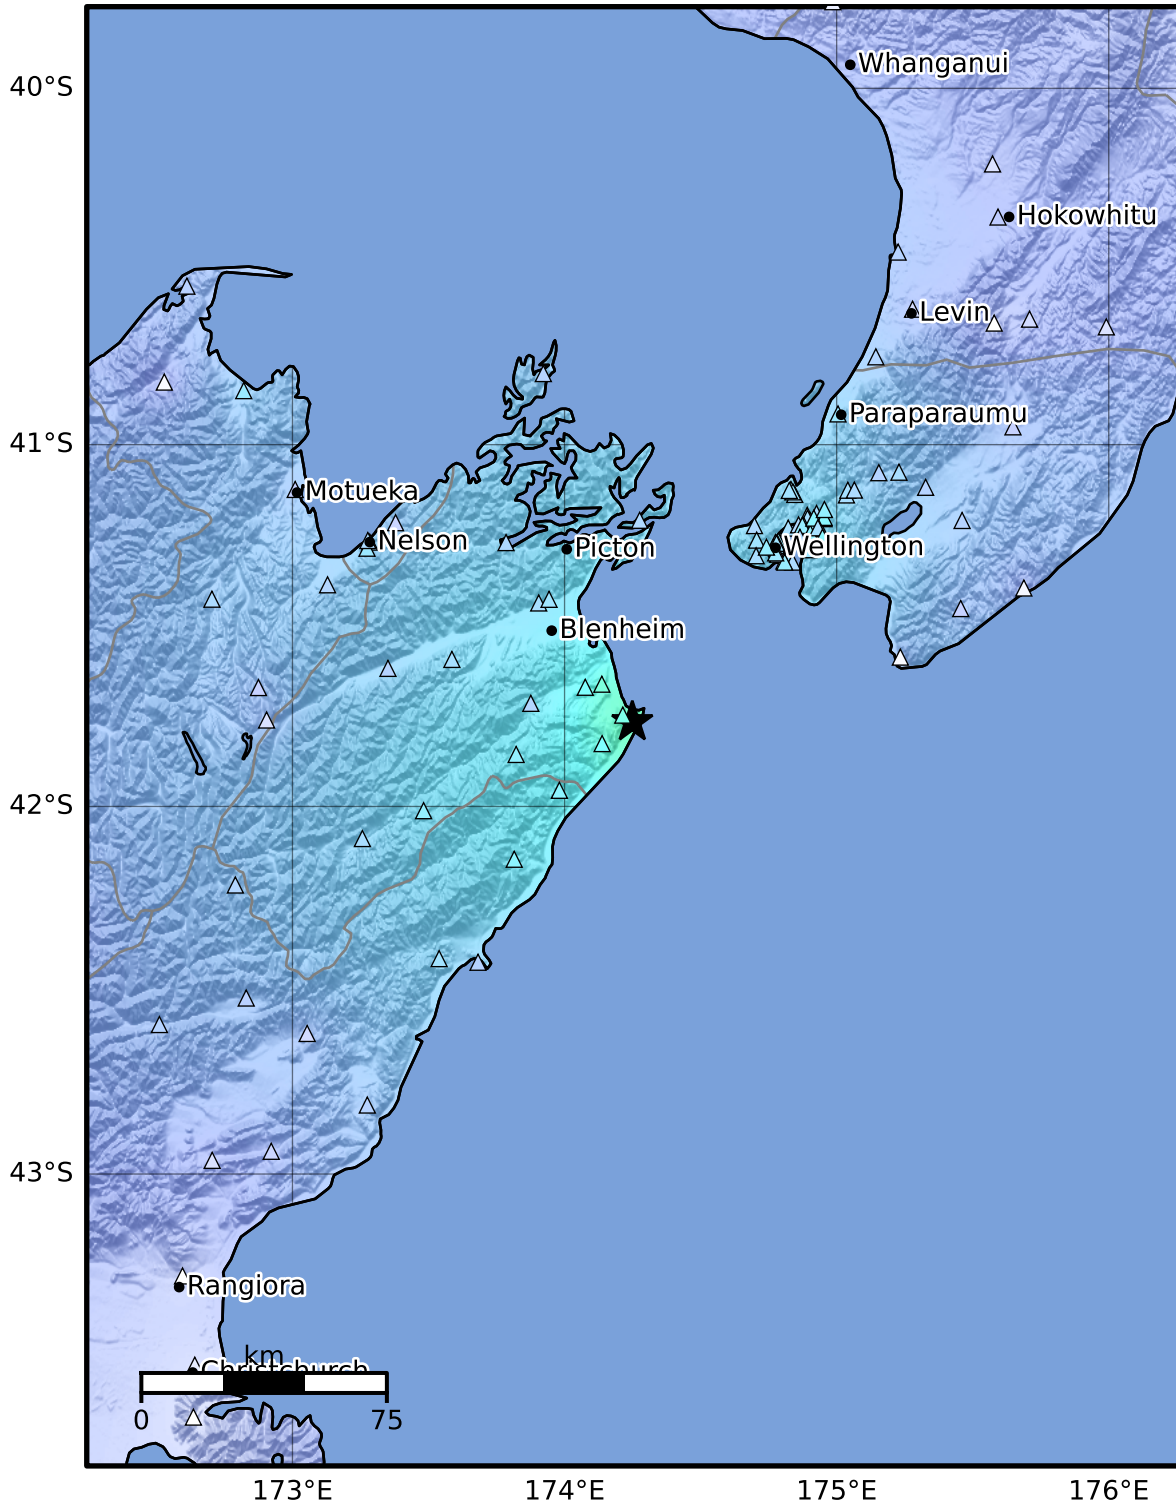 Whanganui
40°S
Hokowhitu
Levin
Paraparaumu
41°S
Motueka
Nelson
Picton
Wellington
Blenheim
42°S
43°S
Rangiora
km
Christchurch
0
75
173°E
174°E
175°E
176°E